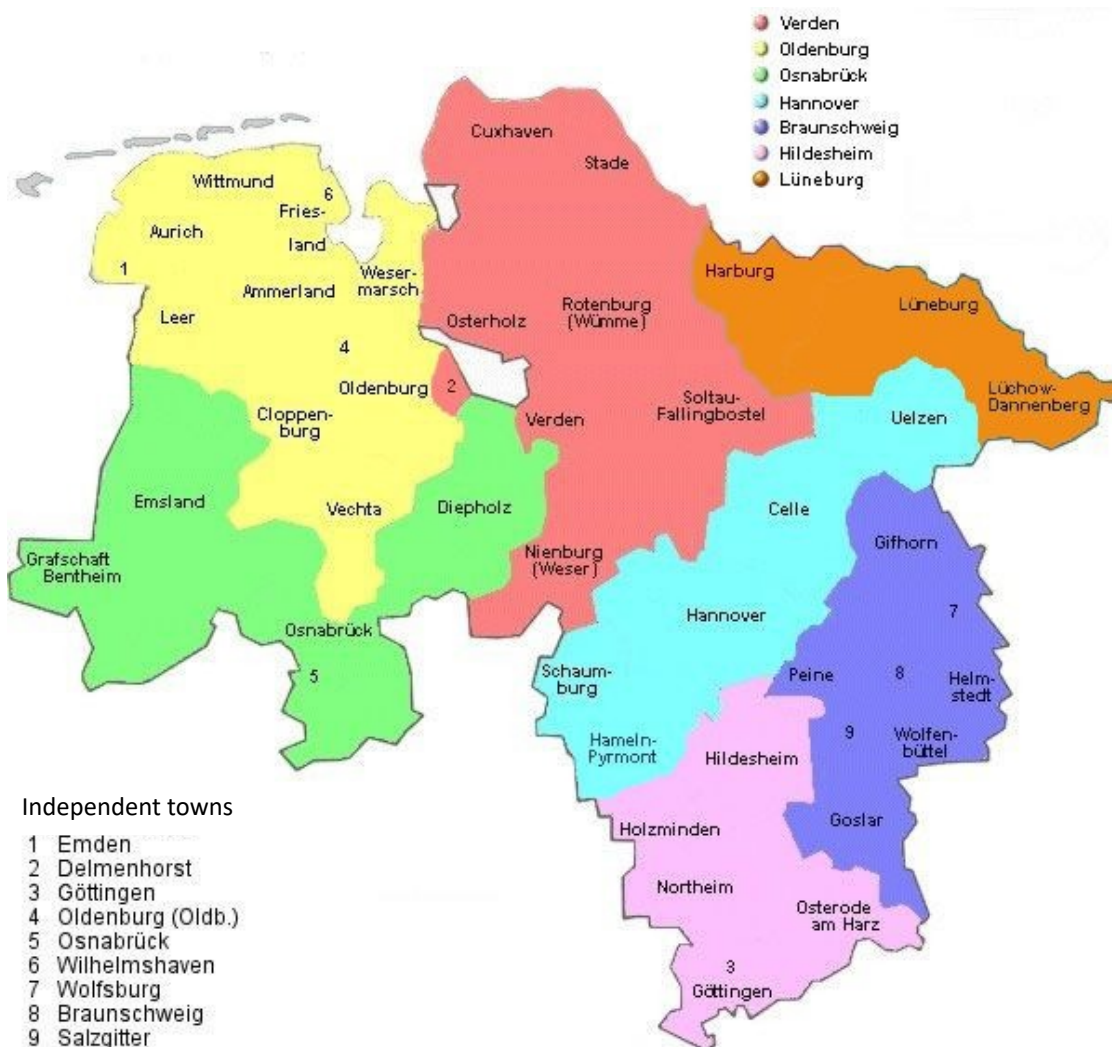 Verden
Oldenburg
Osnabrück
Hannover
Braunschweig
Hildesheim
Lüneburg
Cuxhaven
Stade
Wittmund
6
Fries-
land
Aurich
1
Weser-
marsch
Ammerland
Harburg
Lüneburg
Leer
Osterholz
Rotenburg
(Wümme)
4
Oldenburg
2
Lüchow-
Dannenberg
Cloppen-
burg
Verden
Soltau-
Fallingbostel
Uelzen
Emsland
Vechta
Diepholz
Celle
Gifhorn
Grafschaft
Bentheim
Nienburg
(Weser)
Osnabrück
Hannover
7
5
Schaum-
burg
Peine
8
Helm-
stedt
Hameln-
Pyrmont
Hildesheim
9
Wolfen-
büttel
Holzminden
Goslar
Northeim
Osterode
am Harz
3
Göttingen
Independent towns
1 Emden
2 Delmenhorst
3 Göttingen
4 Oldenburg (Oldb.)
5 Osnabrück
6 Wilhelmshaven
7 Wolfsburg
8 Braunschweig
9 Salzgitter